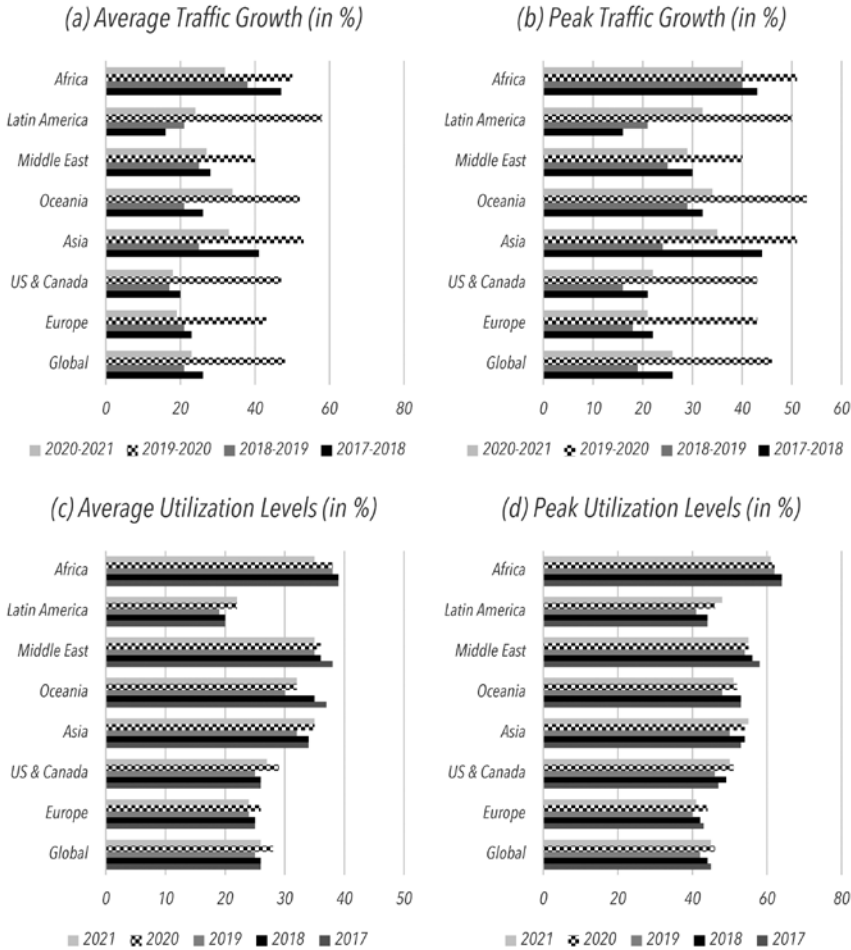 (a) Average Traffic Growth (in %)
Africa
Latin America
Middle East
Oceania
Asia
US & Canada
Europe
Global
0 20 40 60 80
2020-2021 2019-2020 2018-2019 2017-2018
(b) Peak Traffic Growth (in %)
Africa
Latin America
Middle East
Oceania
Asia
US & Canada
Europe
Global
0 10 20 30 40 50 60
2020-2021 2019-2020 2018-2019 2017-2018
(c) Average Utilization Levels (in %)
Africa
Latin America
Middle East
Oceania
Asia
US & Canada
Europe
Global
0 10 20 30 40 50
2021 2020 2019 2018 2017
(d) Peak Utilization Levels (in %)
Africa
Latin America
Middle East
Oceania
Asia
US & Canada
Europe
Global
0 20 40 60 80
2021 2020 2019 2018 2017